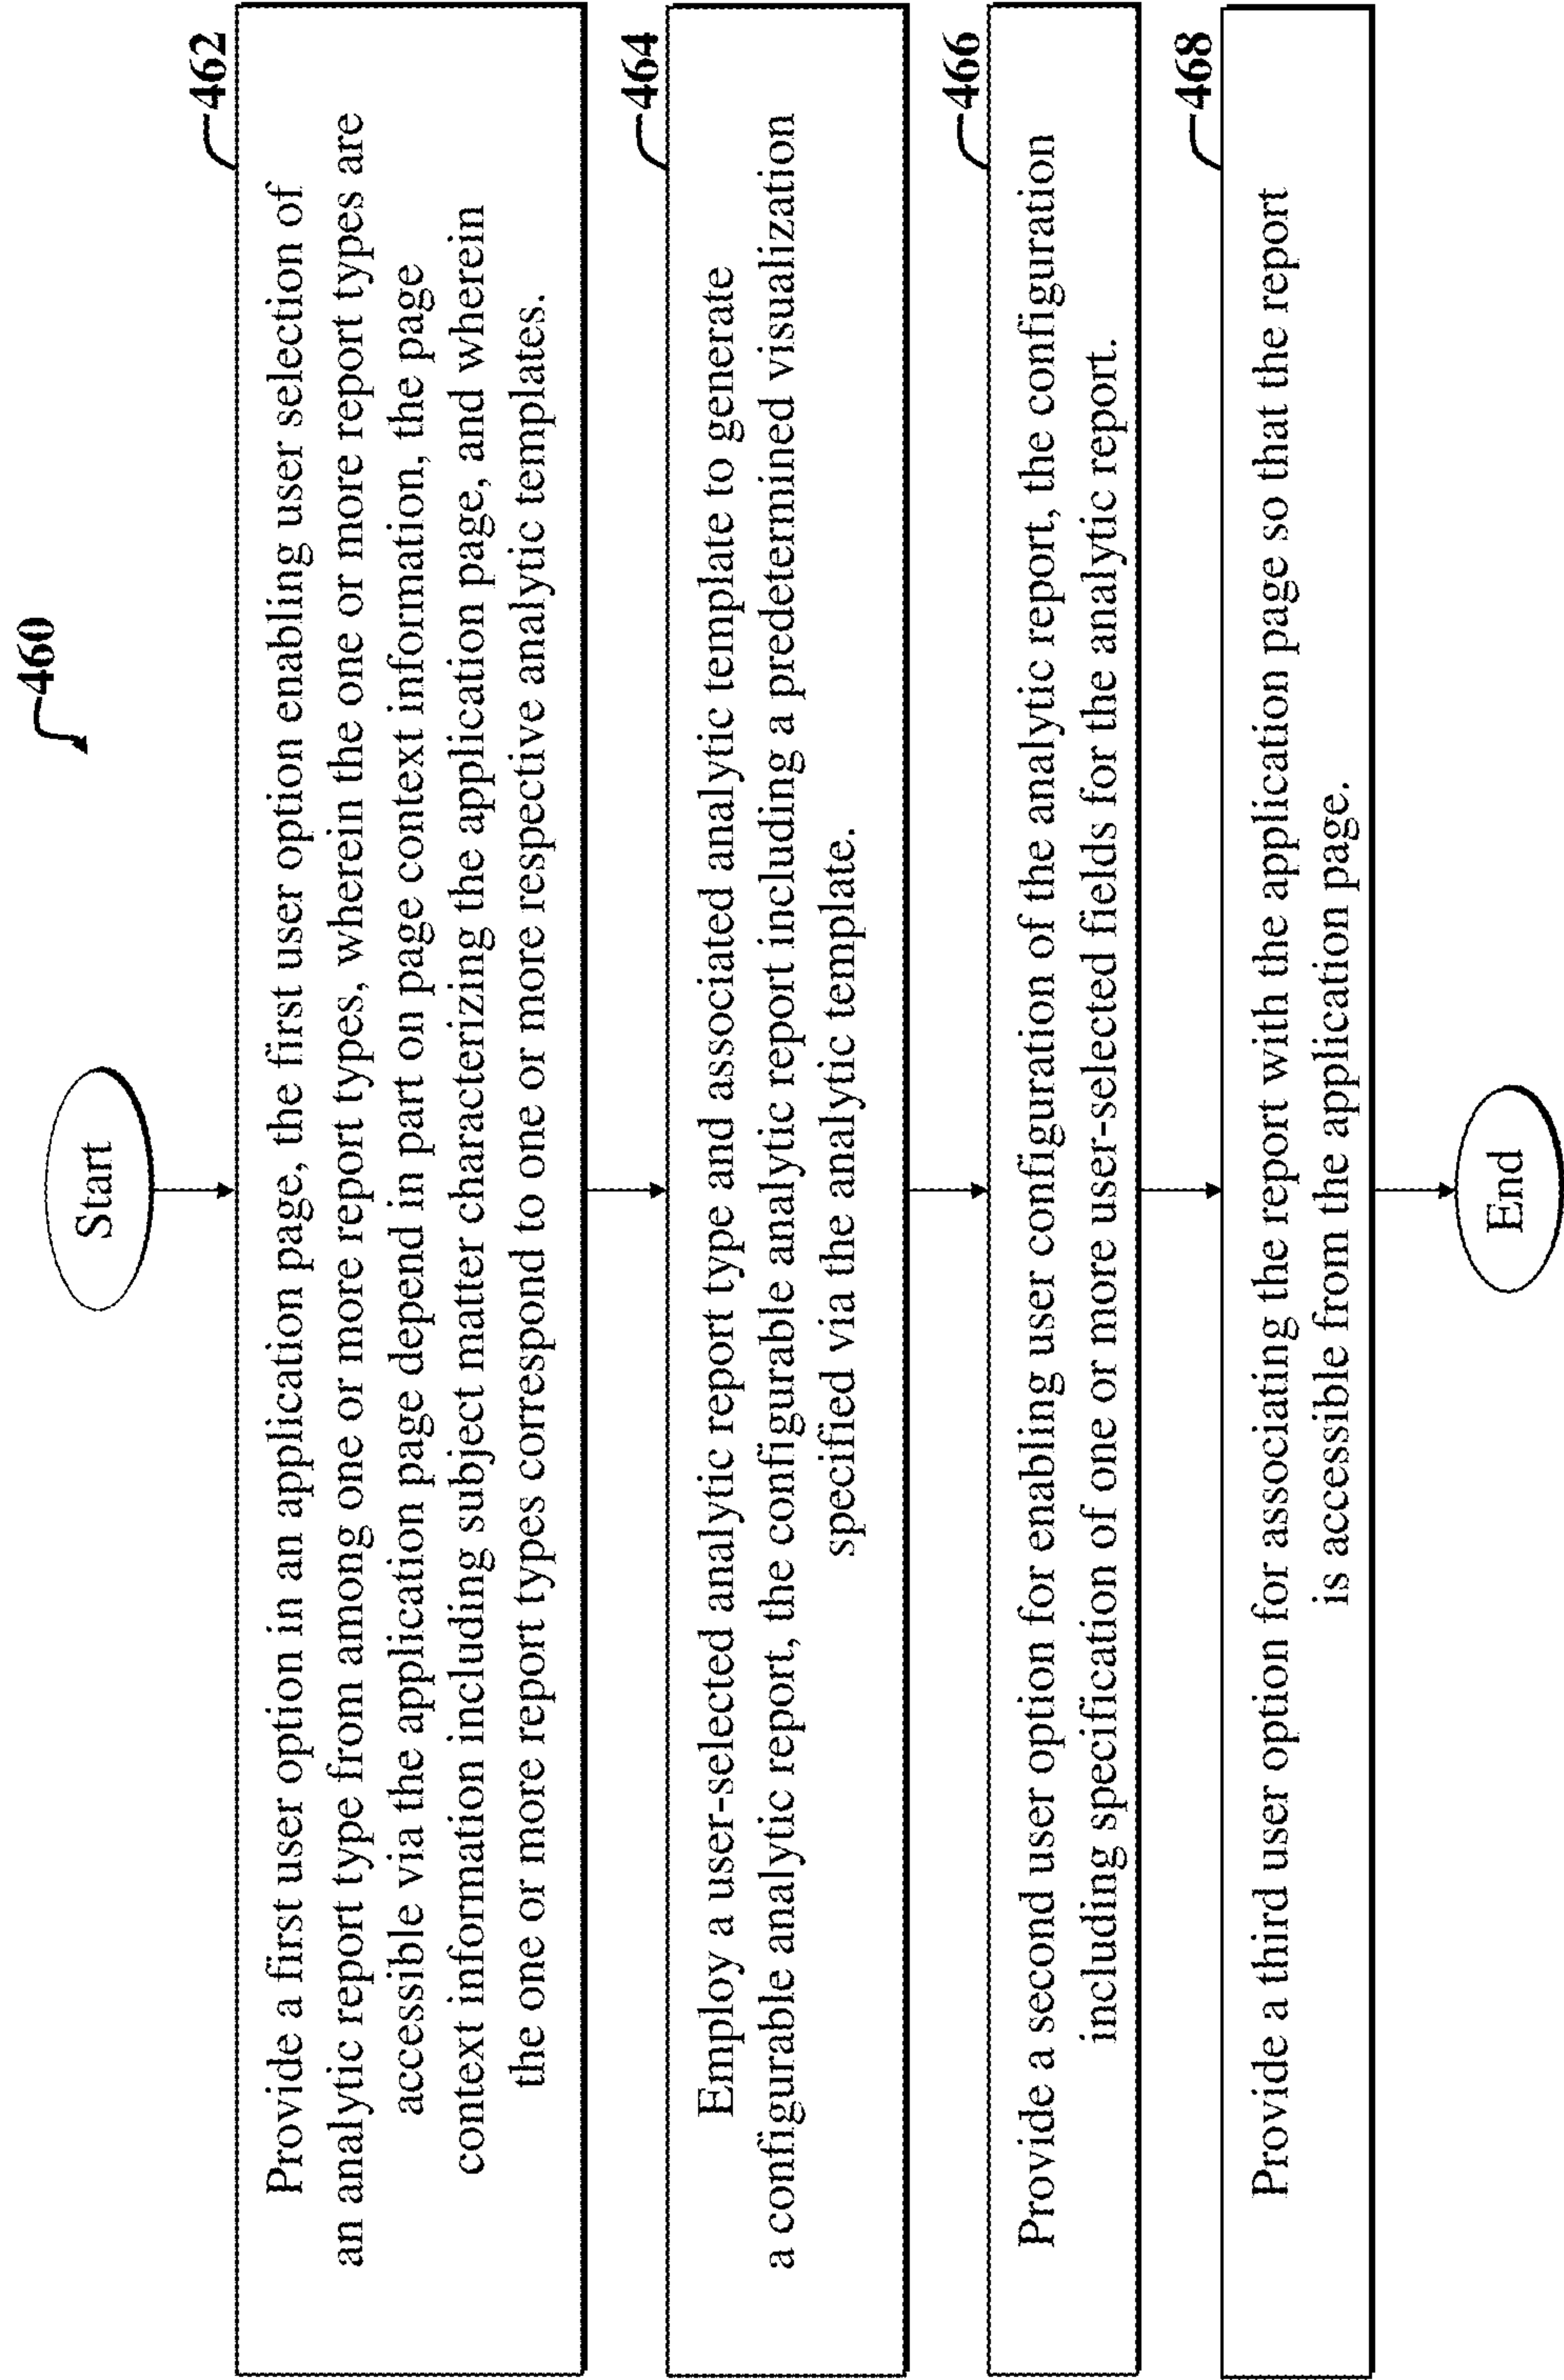 460
Start
462
Provide a first user option in an application page, the first user option enabling user selection of
an analytic report type from among one or more report types, wherein the one or more report types are
accessible via the application page depend in part on page context information, the page
context information including subject matter characterizing the application page, and wherein
the one or more report types correspond to one or more respective analytic templates.
464
Employ a user-selected analytic report type and associated analytic template to generate
a configurable analytic report, the configurable analytic report including a predetermined visualization
specified via the analytic template.
466
Provide a second user option for enabling user configuration of the analytic report, the configuration
including specification of one or more user-selected fields for the analytic report.
468
Provide a third user option for associating the report with the application page so that the report
is accessible from the application page.
End